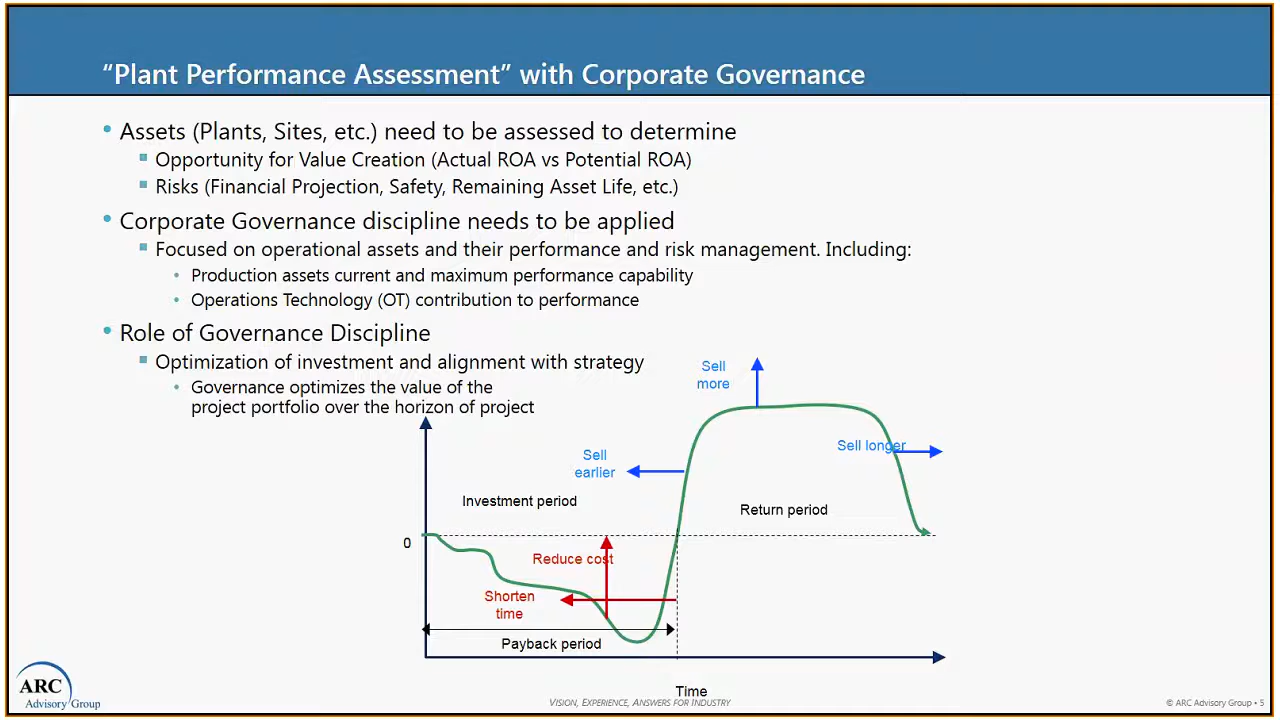 “Plant Performance Assessment” with Corporate Governance
• Assets (Plants, Sites, etc.) need to be assessed to determine
Opportunity for Value Creation (Actual ROA vs Potential ROA)
Risks (Financial Projection, Safety, Remaining Asset Life, etc.)
• Corporate Governance discipline needs to be applied
Focused on operational assets and their performance and risk management. Including:
• Production assets current and maximum performance capability
• Operations Technology (OT) contribution to performance
• Role of Governance Discipline
Optimization of investment and alignment with strategy
• Governance optimizes the value of the
project portfolio over the horizon of project
Sell
more
Sell longer
Sell
earlier
Investment period
Return period
0
Reduce cost
Shorten
time
Payback period
Time
ARC
Advisory Group
VISION, EXPERIENCE, ANSWERS FOR INDUSTRY
© ARC Advisory Group • 5